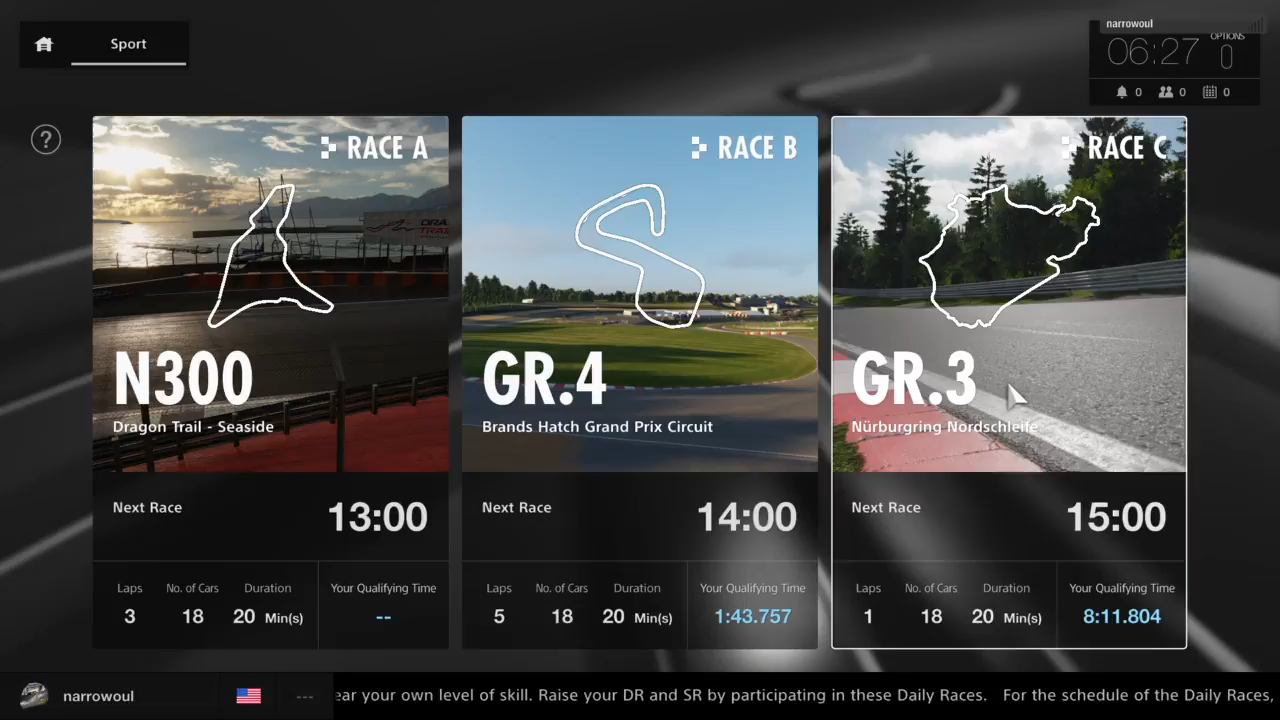 Sport
narrowoul
06:27
OPTIONS
0 0 0
?
RACE A
N300
Dragon Trail - Seaside
Next Race 13:00
Laps No. of Cars Duration Your Qualifying Time
3 18 20 Min(s) --
RACE B
GR.4
Brands Hatch Grand Prix Circuit
Next Race 14:00
Laps No. of Cars Duration Your Qualifying Time
5 18 20 Min(s) 1:43.757
RACE C
GR.3
Nürburgring Nordschleife
Next Race 15:00
Laps No. of Cars Duration Your Qualifying Time
1 18 20 Min(s) 8:11.804
narrowoul --- ear your own level of skill. Raise your DR and SR by participating in these Daily Races. For the schedule of the Daily Races,